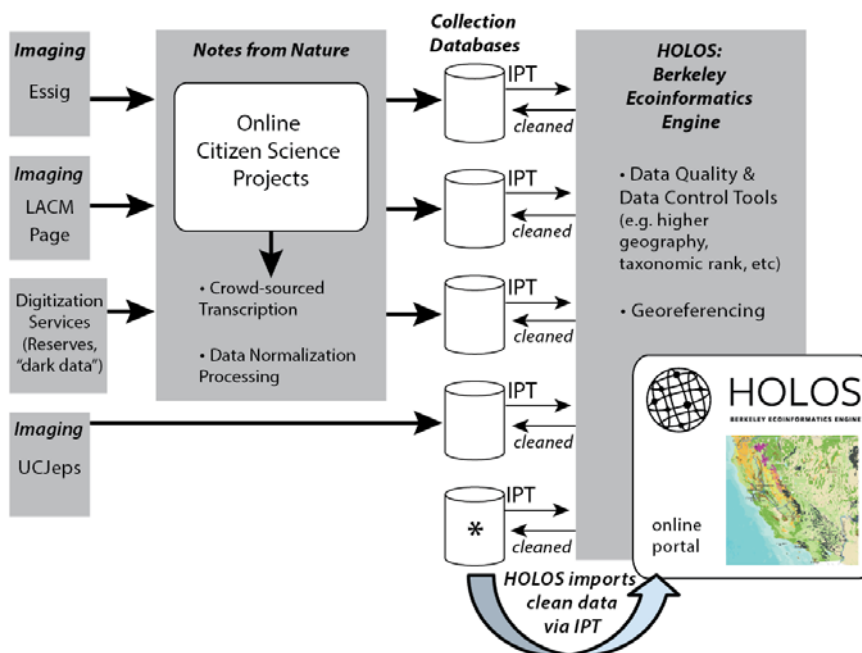 Imaging
Essig
Imaging
LACM
Page
Digitization
Services
(Reserves,
"dark data")
Imaging
UCJeps
Notes from Nature
Online
Citizen Science
Projects
• Crowd-sourced
Transcription
• Data Normalization
Processing
Collection
Databases
IPT
cleaned
IPT
cleaned
IPT
cleaned
IPT
cleaned
*
IPT
cleaned
HOLOS:
Berkeley
Ecoinformatics
Engine
• Data Quality &
Data Control Tools
(e.g. higher
geography,
taxonomic rank, etc)
• Georeferencing
HOLOS
BERKELEY ECOINFORMATICS ENGINE
online
portal
HOLOS imports
clean data
via IPT